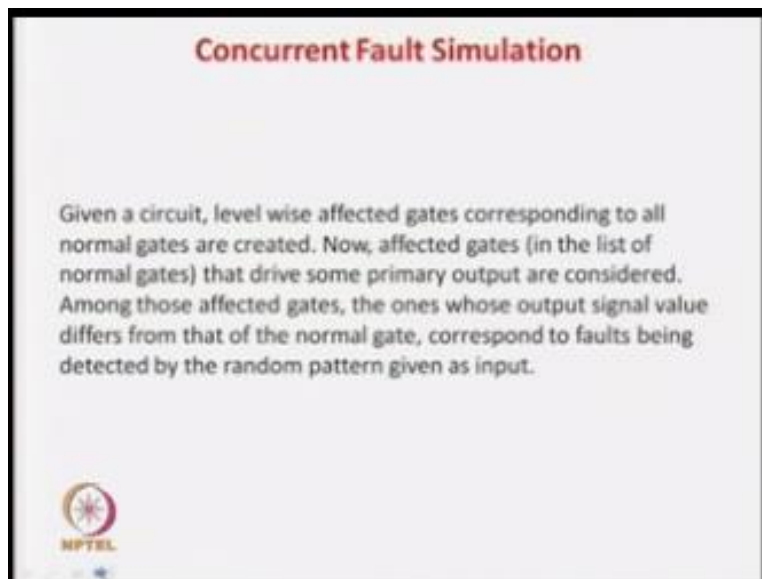 Concurrent Fault Simulation
Given a circuit, level wise affected gates corresponding to all
normal gates are created. Now, affected gates (in the list of
normal gates) that drive some primary output are considered.
Among those affected gates, the ones whose output signal value
differs from that of the normal gate, correspond to faults being
detected by the random pattern given as input.
NPTEL